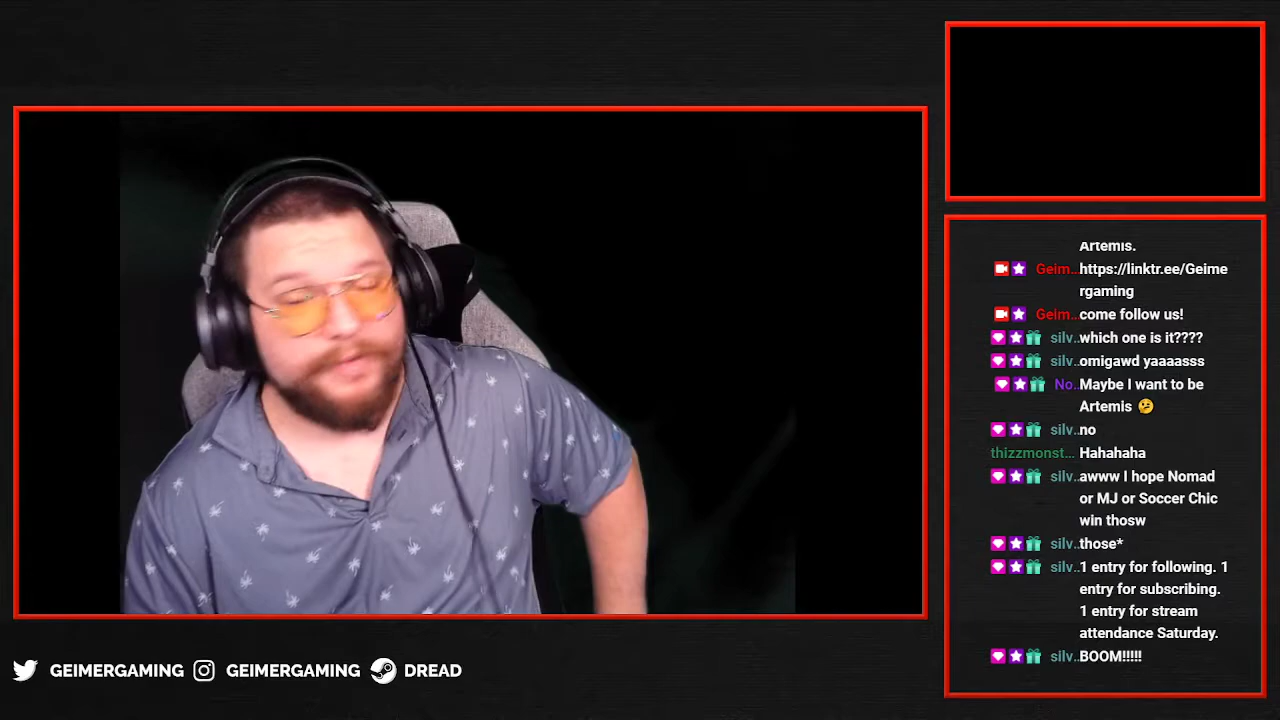 Artemis.
Geim.. https://linktr.ee/Geime
rgaming
Geim.. come follow us!
silv.. which one is it????
silv.. omigawd yaaaasss
No.. Maybe I want to be
Artemis 🤔
silv.. no
thizzmonst... Hahahaha
silv.. awww I hope Nomad
or MJ or Soccer Chic
win thosw
silv.. those*
silv.. 1 entry for following. 1
entry for subscribing.
1 entry for stream
attendance Saturday.
silv.. BOOM!!!!!
GEIMERGAMING GEIMERGAMING DREAD